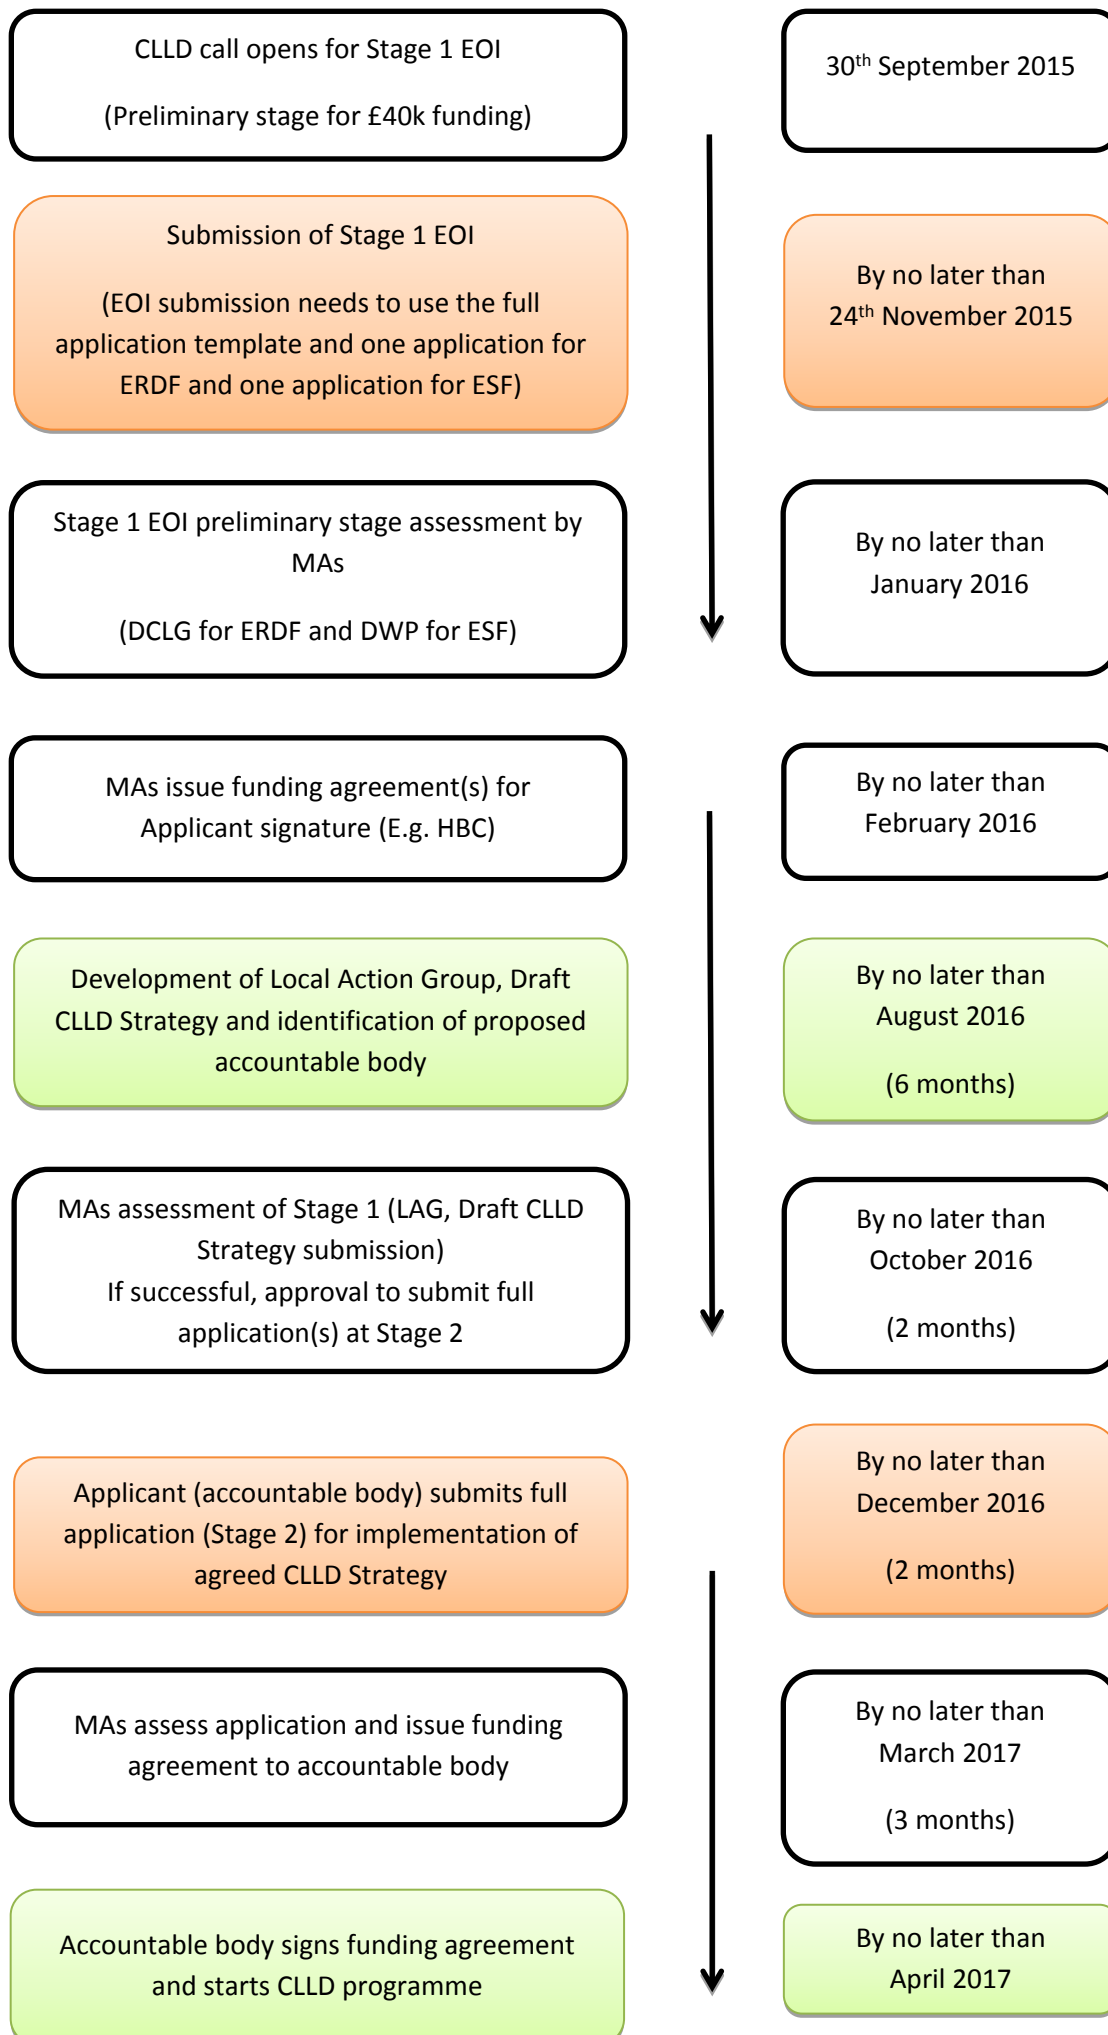 CLLD call opens for Stage 1 EOI
(Preliminary stage for £40k funding)
30th September 2015
Submission of Stage 1 EOI
(EOI submission needs to use the full
application template and one application for
ERDF and one application for ESF)
By no later than
24th November 2015
Stage 1 EOI preliminary stage assessment by
MAs
(DCLG for ERDF and DWP for ESF)
By no later than
January 2016
MAs issue funding agreement(s) for
Applicant signature (E.g. HBC)
By no later than
February 2016
Development of Local Action Group, Draft
CLLD Strategy and identification of proposed
accountable body
By no later than
August 2016
(6 months)
MAs assessment of Stage 1 (LAG, Draft CLLD
Strategy submission)
If successful, approval to submit full
application(s) at Stage 2
By no later than
October 2016
(2 months)
Applicant (accountable body) submits full
application (Stage 2) for implementation of
agreed CLLD Strategy
By no later than
December 2016
(2 months)
MAs assess application and issue funding
agreement to accountable body
By no later than
March 2017
(3 months)
Accountable body signs funding agreement
and starts CLLD programme
By no later than
April 2017